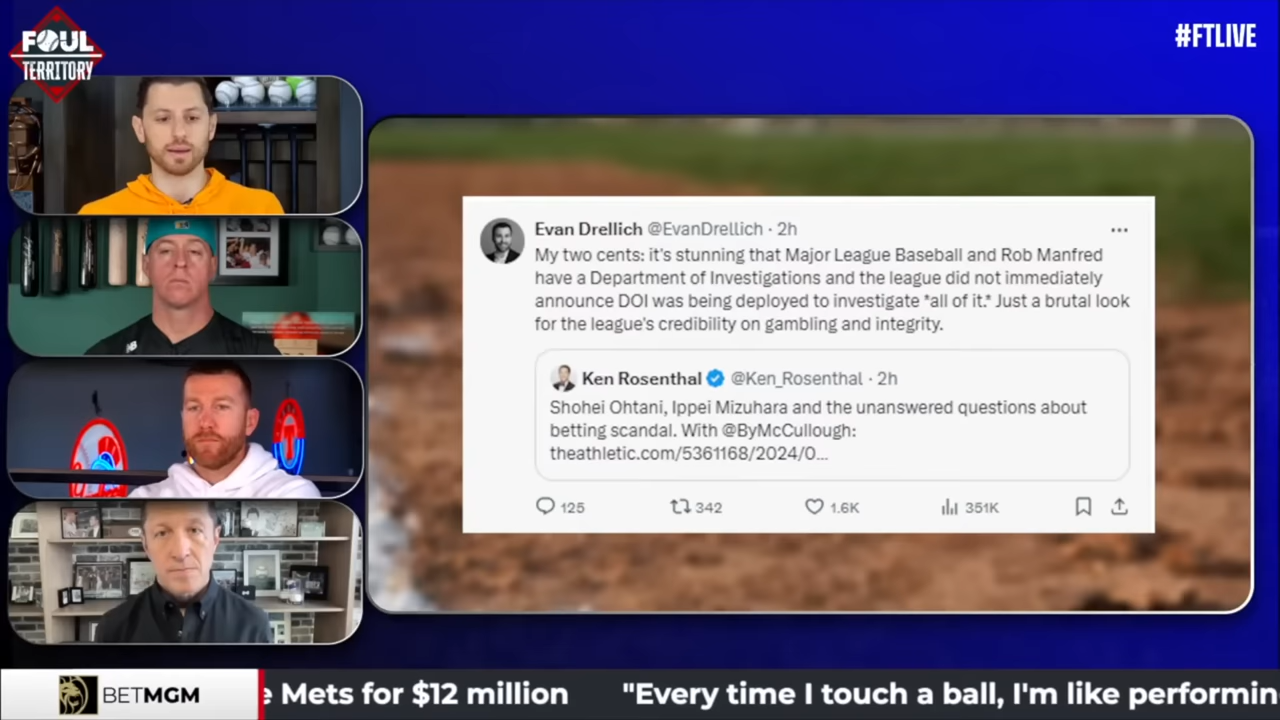 FOUL
TERRITORY
#FTLIVE
Evan Drellich @EvanDrellich · 2h
My two cents: it's stunning that Major League Baseball and Rob Manfred
have a Department of Investigations and the league did not immediately
announce DOI was being deployed to investigate *all of it.* Just a brutal look
for the league's credibility on gambling and integrity.
Ken Rosenthal @Ken_Rosenthal · 2h
Shohei Ohtani, Ippei Mizuhara and the unanswered questions about
betting scandal. With @ByMcCullough:
theathletic.com/5361168/2024/0...
125 342 1.6K 351K
BETMGM
e Mets for $12 million "Every time I touch a ball, I'm like performin